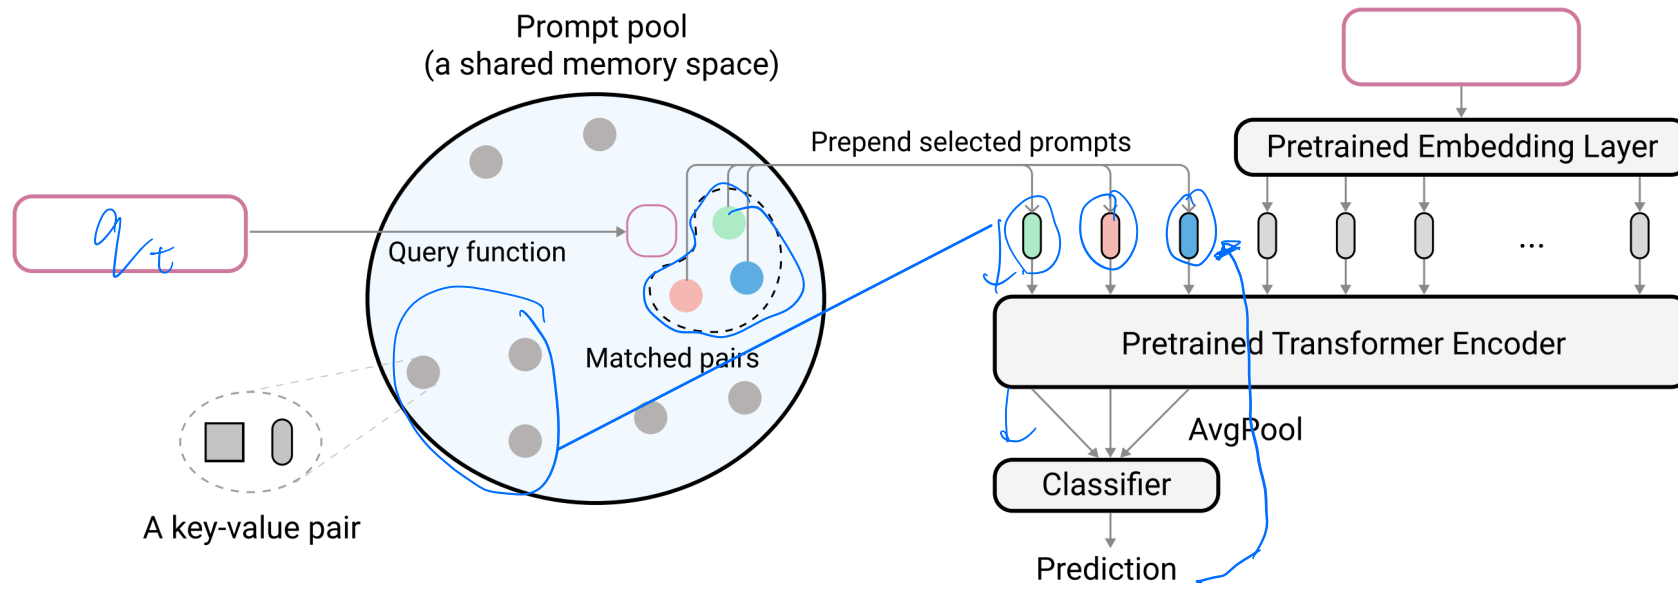 Prompt pool
(a shared memory space)
Prepend selected prompts
Pretrained Embedding Layer
q_t
Query function
...
Matched pairs
Pretrained Transformer Encoder
AvgPool
Classifier
A key-value pair
Prediction